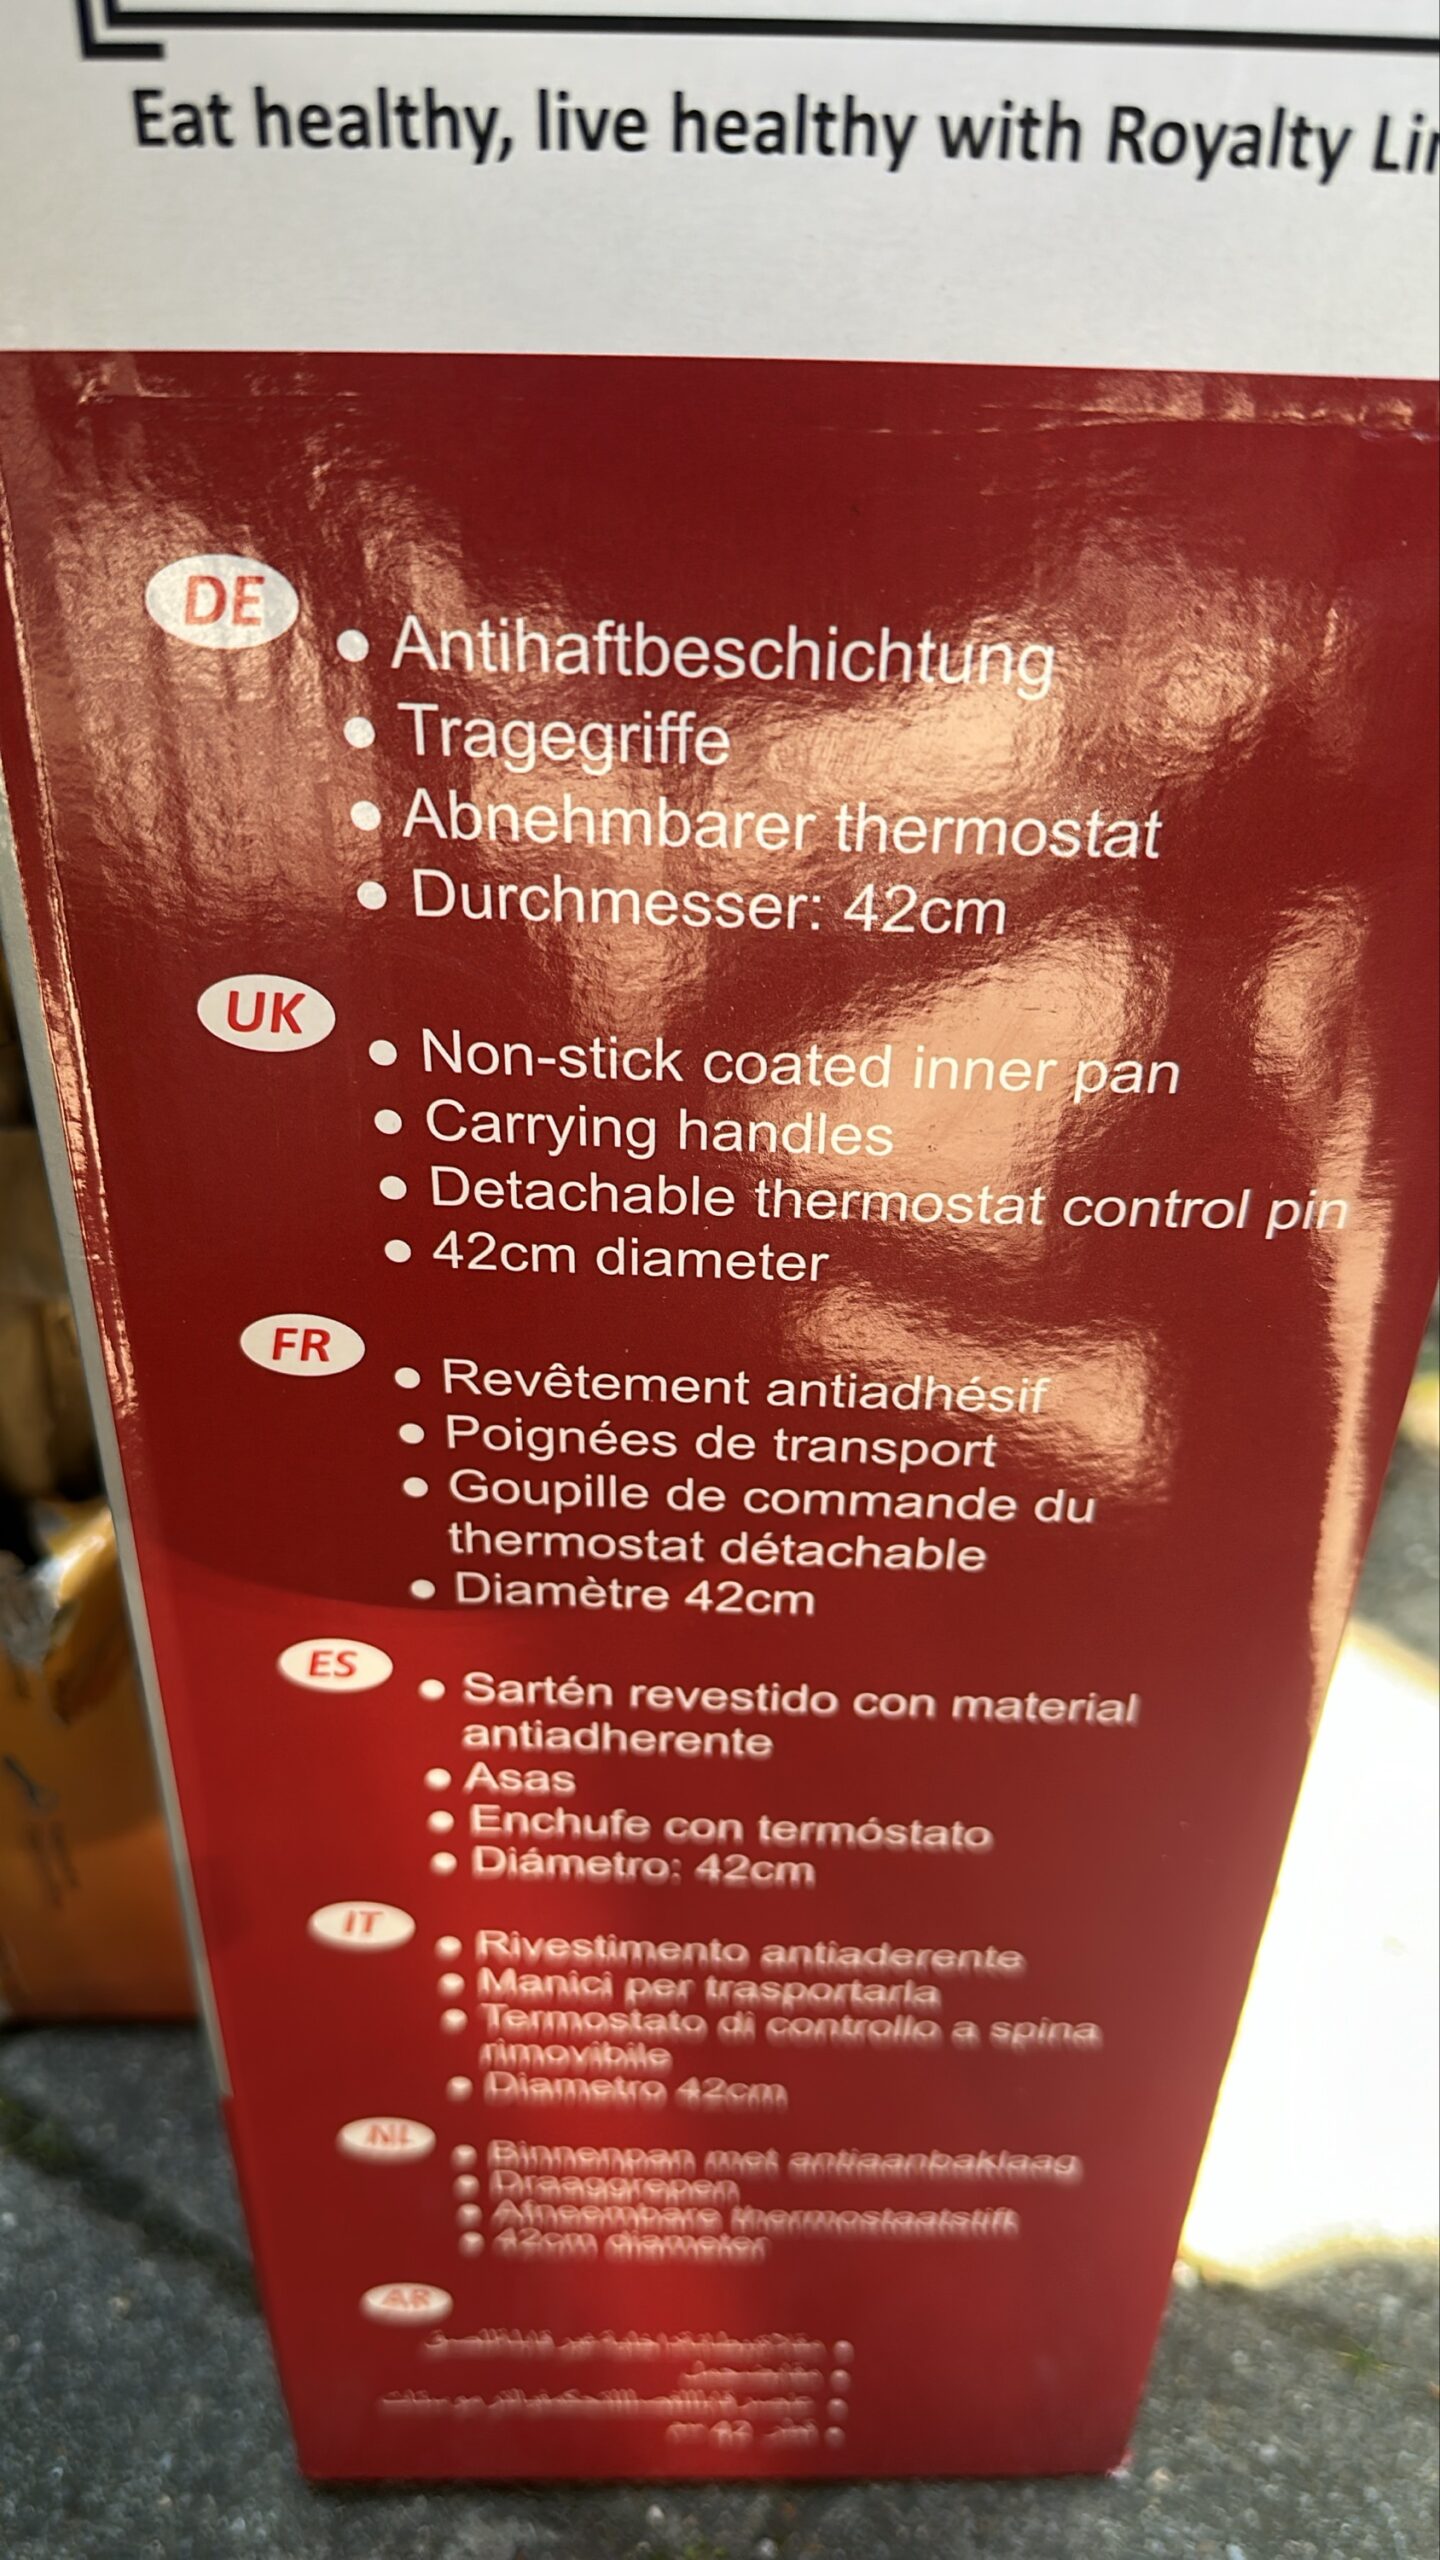 Eat healthy, live healthy with Royalty
DE
• Antihaftbeschichtung
• Tragegriffe
• Abnehmbarer thermostat
• Durchmesser: 42cm
UK
• Non-stick coated inner pan
• Carrying handles
• Detachable thermostat control pin
• 42cm diameter
FR
• Revêtement antiadhésif
• Poignées de transport
• Goupille de commande du
thermostat détachable
• Diamètre 42cm
ES
• Sartén revestido con material
antiadherente
• Asas
• Enchufe con termóstato
• Diámetro: 42cm
IT
• Rivestimento antiaderente
• Manici per trasportarla
• Termostato di controllo a spina
rimovibile
• Diametro 42cm
NL
• Binnenpan met antiaanbaklaag
• Draaggrepen
• Afneembare thermostaatstift
• 42cm diameter
AR